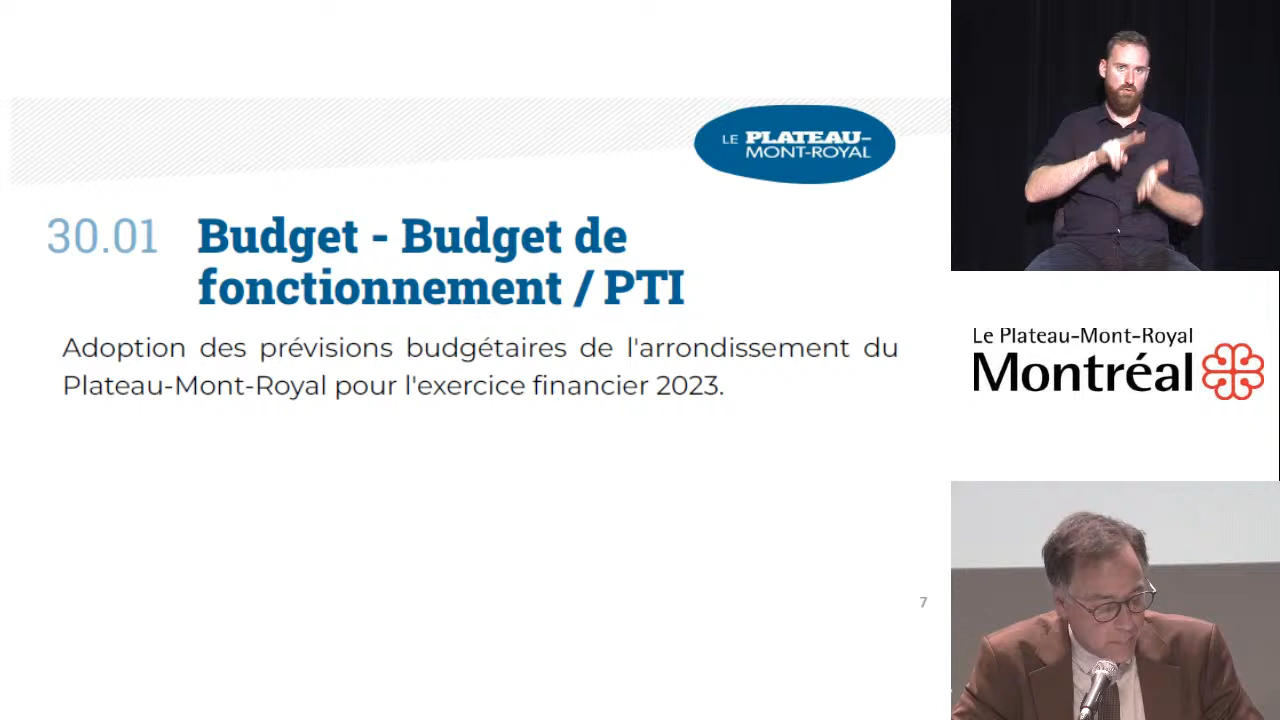 LE PLATEAU-
MONT-ROYAL
30.01 Budget - Budget de
fonctionnement / PTI
Adoption des prévisions budgétaires de l'arrondissement du
Plateau-Mont-Royal pour l'exercice financier 2023.
7
Le Plateau-Mont-Royal
Montréal